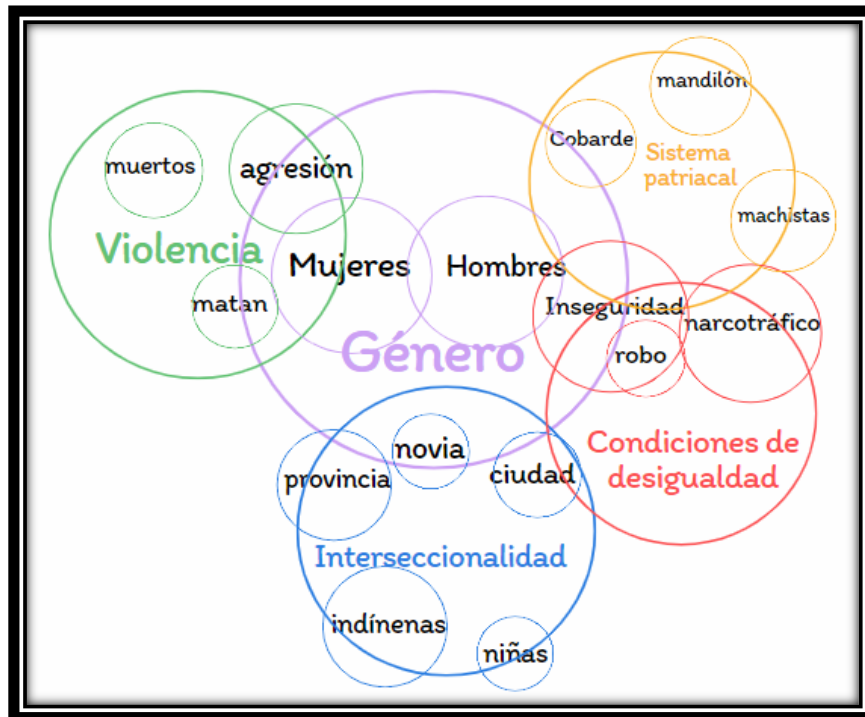 mandilón
Cobarde
Sistema
patriacal
muertos
agresión
machistas
Violencia
Mujeres
Hombres
matan
Inseguridad
narcotráfico
Género
robo
novia
Condiciones de
desigualdad
provincia
ciudad
Interseccionalidad
indínenas
niñas